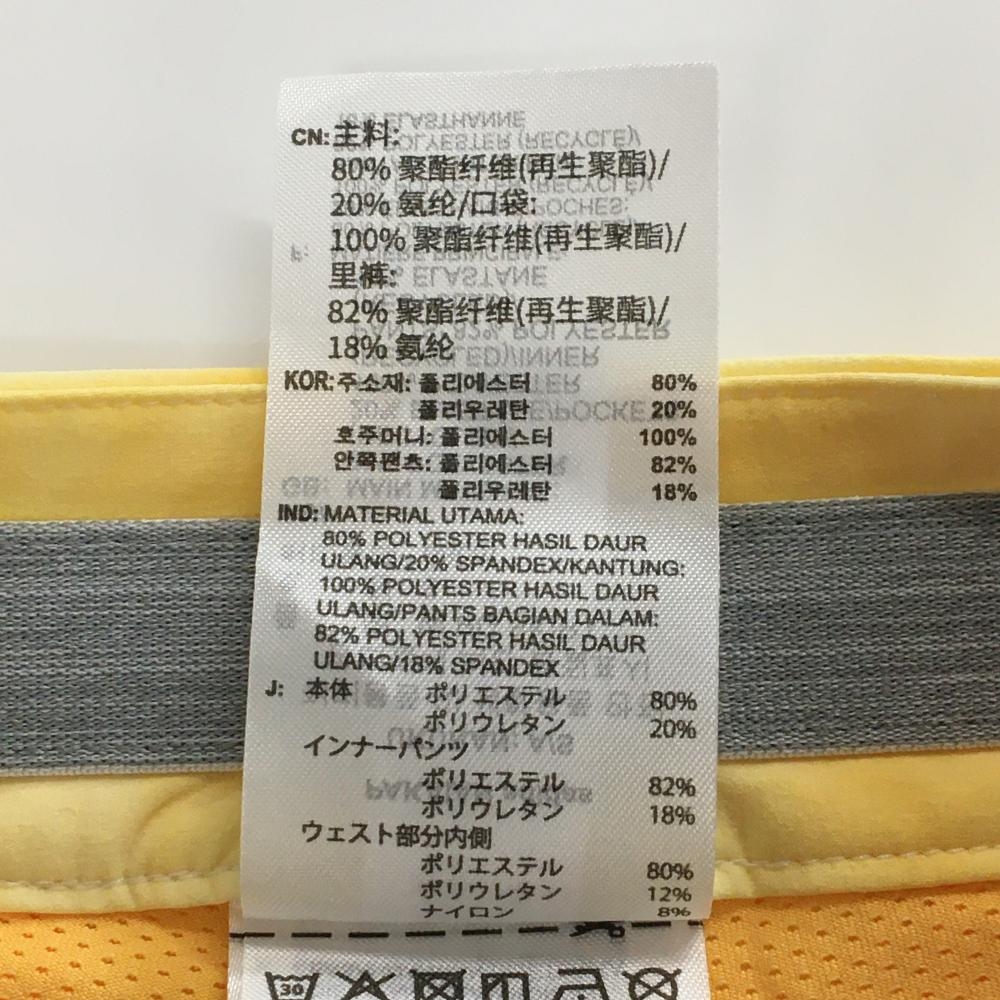 CN: 主料:
80% 聚酯纤维(再生聚酯)/
20% 氨纶/口袋:
100% 聚酯纤维(再生聚酯)/
里裤:
82% 聚酯纤维(再生聚酯)/
18% 氨纶
KOR: 주소재: 폴리에스터 80%
폴리우레탄 20%
호주머니: 폴리에스터 100%
안쪽팬츠: 폴리에스터 82%
폴리우레탄 18%
IND: MATERIAL UTAMA:
80% POLYESTER HASIL DAUR
ULANG/20% SPANDEX/KANTUNG:
100% POLYESTER HASIL DAUR
ULANG/PANTS BAGIAN DALAM:
82% POLYESTER HASIL DAUR
ULANG/18% SPANDEX
J: 本体 ポリエステル 80%
ポリウレタン 20%
インナーパンツ
ポリエステル 82%
ポリウレタン 18%
ウェスト部分内側
ポリエステル 80%
ポリウレタン 12%
ナイロン 8%
30